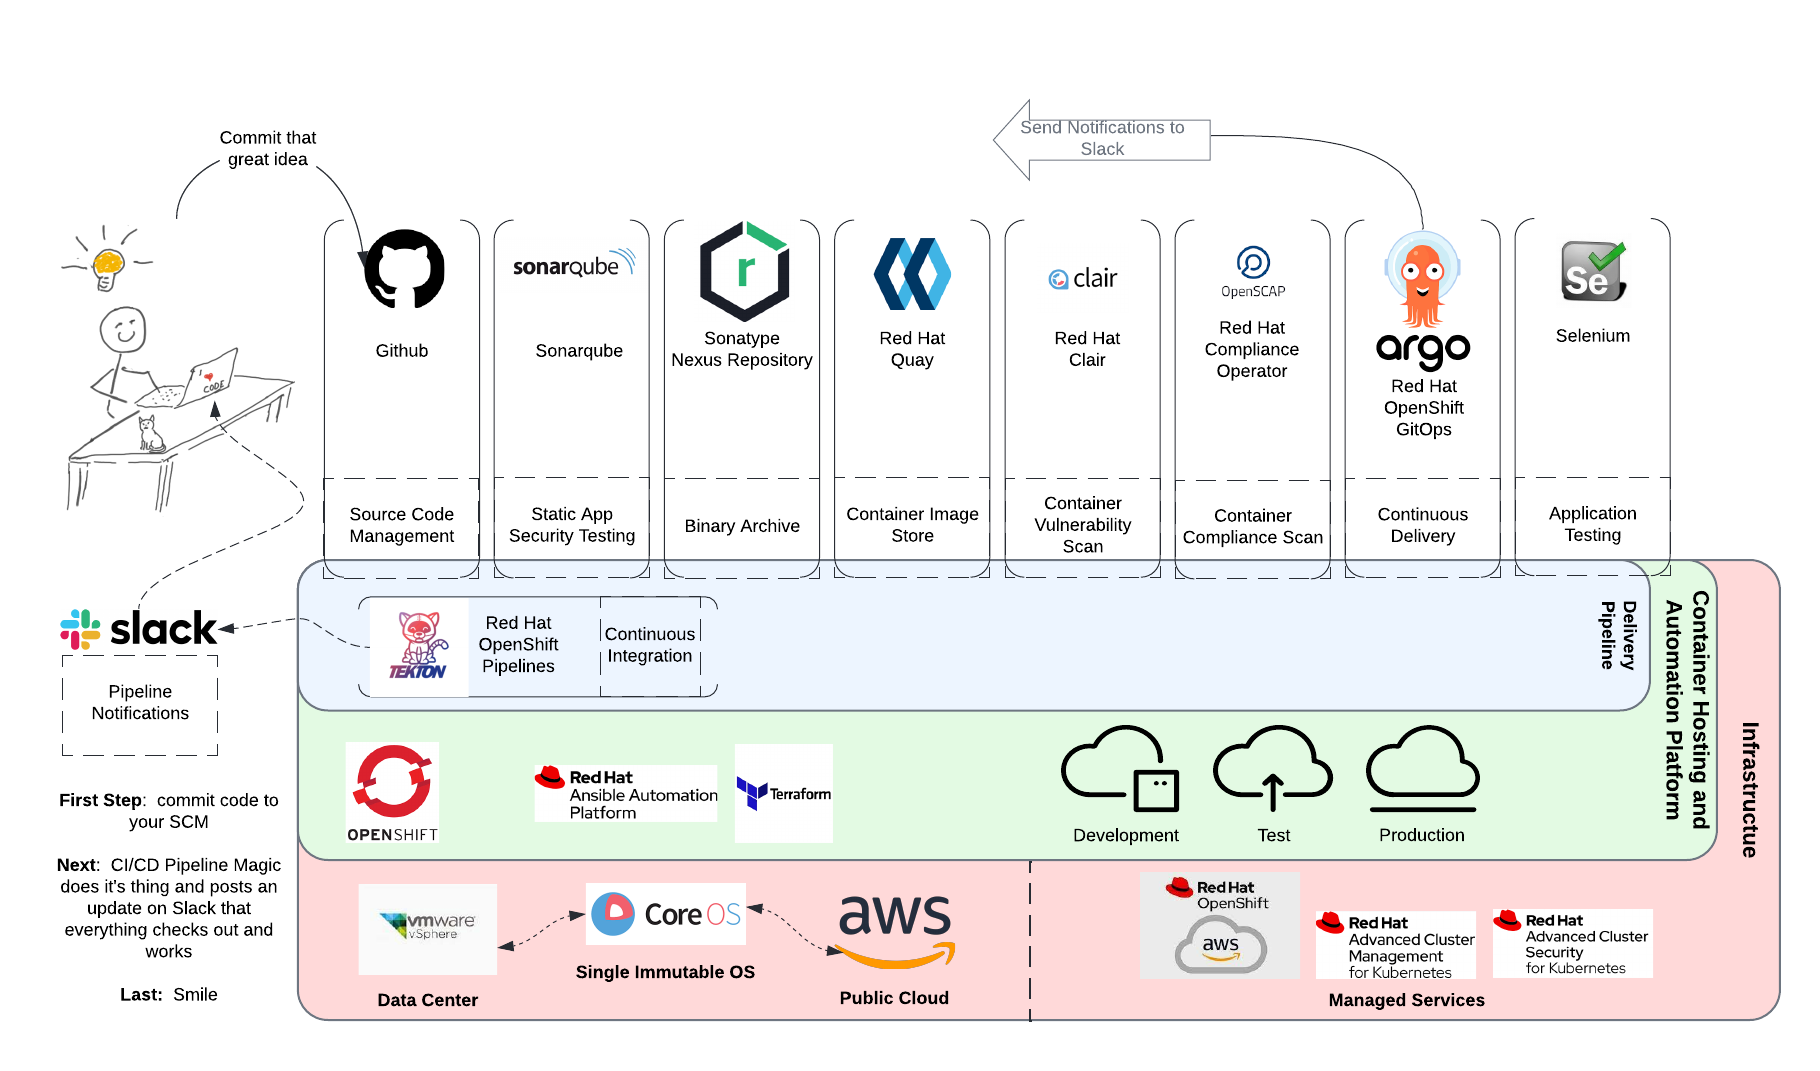 Commit that
great idea
Send Notifications to
Slack
I
CODE
sonarqube
r
clair
OpenSCAP
argo
Se
Github
Sonarqube
Sonatype
Nexus Repository
Red Hat
Quay
Red Hat
Clair
Red Hat
Compliance
Operator
Red Hat
OpenShift
GitOps
Selenium
Source Code
Management
Static App
Security Testing
Binary Archive
Container Image
Store
Container
Vulnerability
Scan
Container
Compliance Scan
Continuous
Delivery
Application
Testing
slack
Pipeline
Notifications
TEKTON
Red Hat
OpenShift
Pipelines
Continuous
Integration
Delivery
Pipeline
Container Hosting and
Automation Platform
Infrastructue
OPENSHIFT
Red Hat
Ansible Automation
Platform
Terraform
Development
Test
Production
First Step:  commit code to
your SCM
Next:  CI/CD Pipeline Magic
does it's thing and posts an
update on Slack that
everything checks out and
works
Last:  Smile
vmware
vSphere
Data Center
Core OS
Single Immutable OS
aws
Public Cloud
Red Hat
OpenShift
aws
Red Hat
Advanced Cluster
Management
for Kubernetes
Red Hat
Advanced Cluster
Security
for Kubernetes
Managed Services